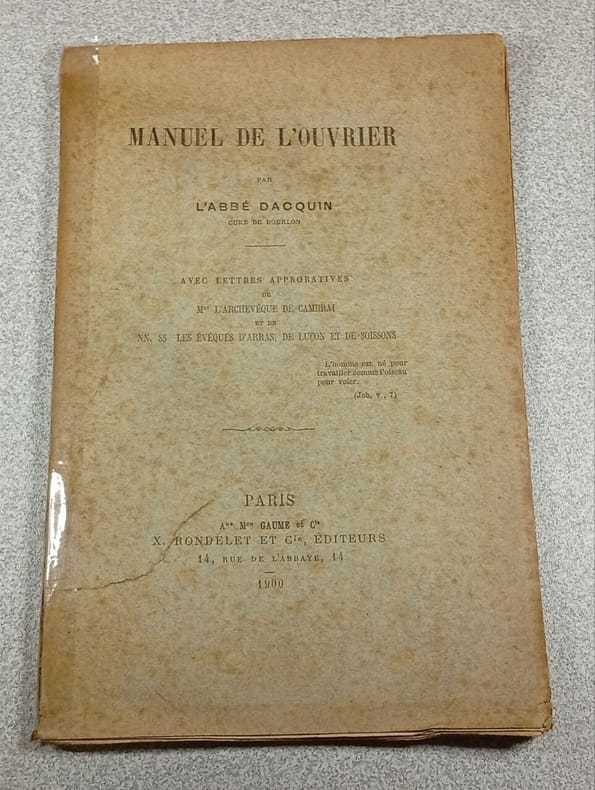 MANUEL DE L'OUVRIER
PAR
L'ABBÉ DACQUIN
CURÉ DE BOURLON
AVEC LETTRES APPROBATIVES
DE
Mgr L'ARCHEVÊQUE DE CAMBRAI
ET DE
NN. SS LES ÉVÊQUES D'ARRAS, DE LUÇON ET DE SOISSONS
L'homme est né pour
travailler comme l'oiseau
pour voler.
(Job, v, 7)
PARIS
Ane Mon GAUME et Cie
X. RONDELET ET Cie, ÉDITEURS
14, RUE DE L'ABBAYE, 14
1900